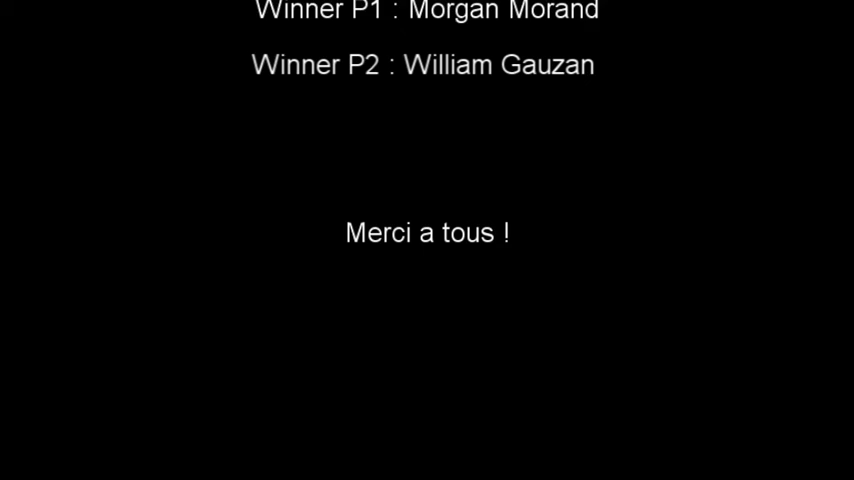 Winner P1 : Morgan Morand
Winner P2 : William Gauzan
Merci a tous !